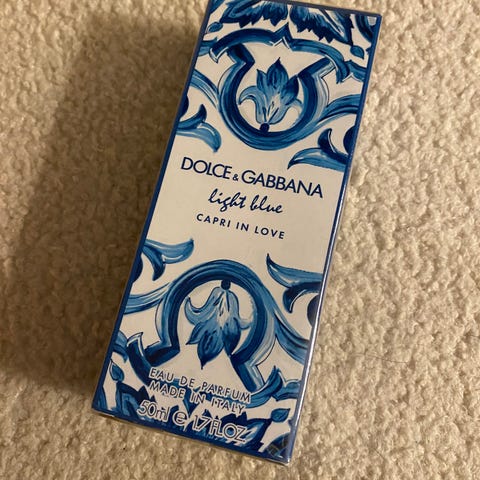 DOLCE & GABBANA
light blue
CAPRI IN LOVE
EAU DE PARFUM
MADE IN ITALY
50ml ℮ 1.7 FL.OZ.